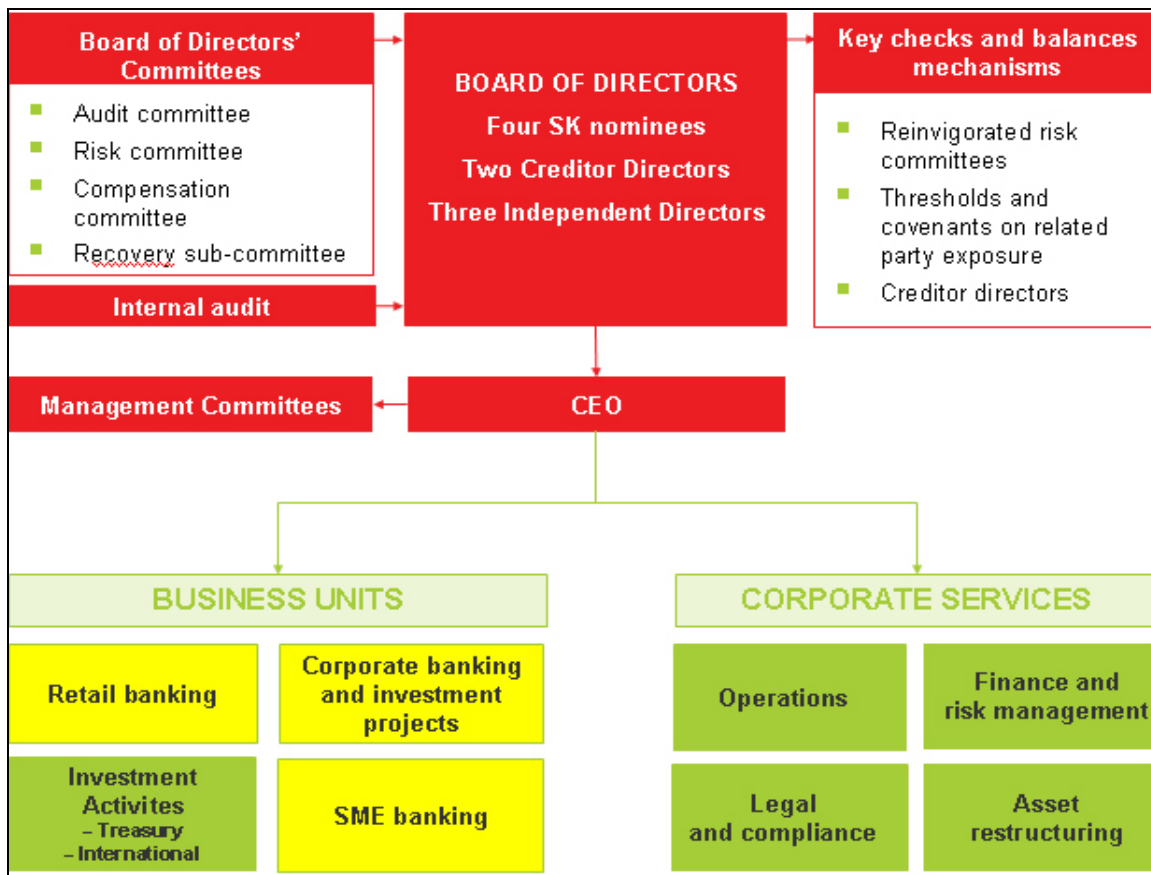 Board of Directors'
Committees
Audit committee
Risk committee
Compensation
committee
Recovery sub-committee
Internal audit
BOARD OF DIRECTORS
Four SK nominees
Two Creditor Directors
Three Independent Directors
Key checks and balances
mechanisms
Reinvigorated risk
committees
Thresholds and
covenants on related
party exposure
Creditor directors
Management Committees
CEO
BUSINESS UNITS
CORPORATE SERVICES
Retail banking
Corporate banking
and investment
projects
Investment
Activites
– Treasury
– International
SME banking
Operations
Finance and
risk management
Legal
and compliance
Asset
restructuring